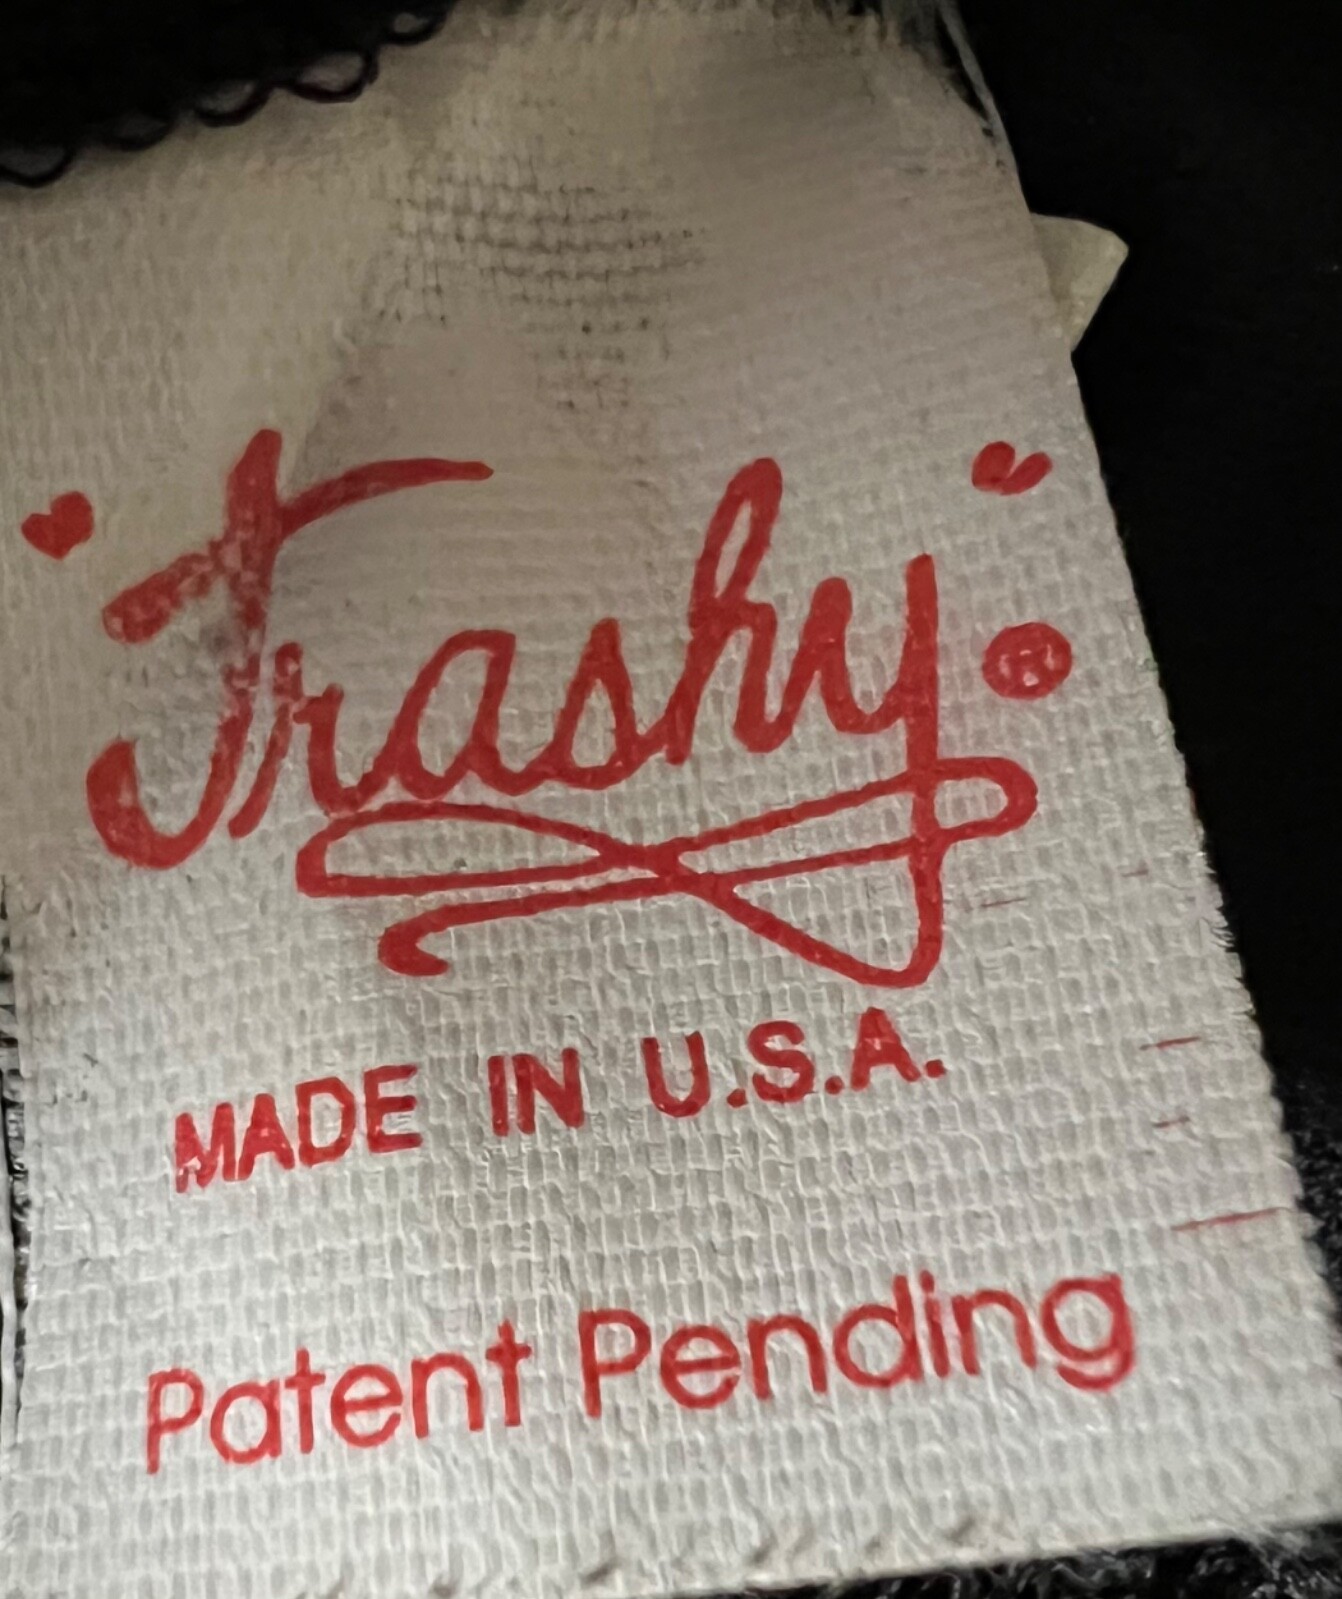 "Trashy" ®
MADE IN U.S.A.
Patent Pending